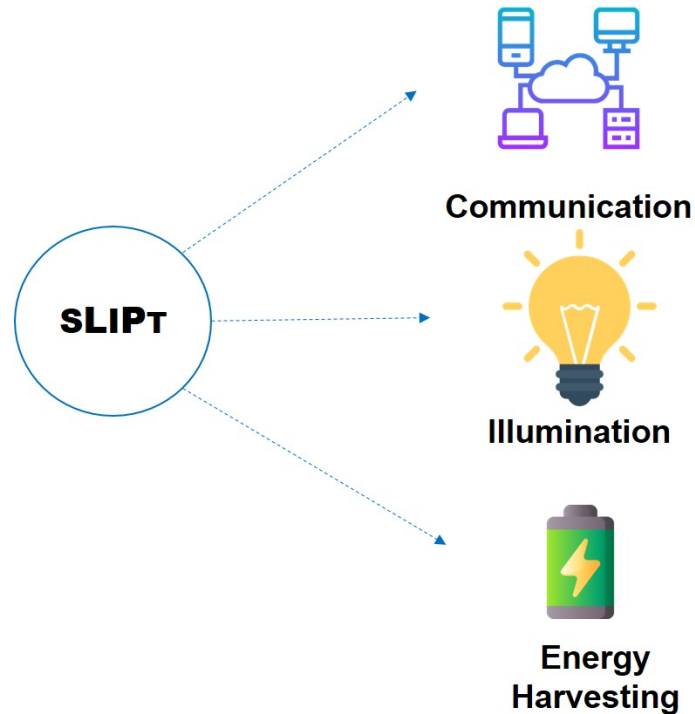 SLIPT
Communication
Illumination
Energy
Harvesting